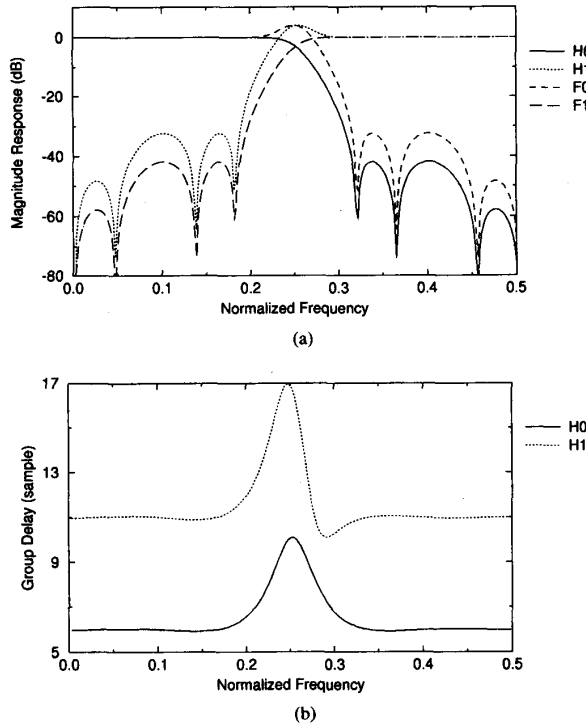 0
-20
-40
-60
-80
Magnitude Response (dB)
0.0 0.1 0.2 0.3 0.4 0.5
Normalized Frequency
H0
H1
F0
F1
(a)
17
13
9
5
Group Delay (sample)
0.0 0.1 0.2 0.3 0.4 0.5
Normalized Frequency
H0
H1
(b)